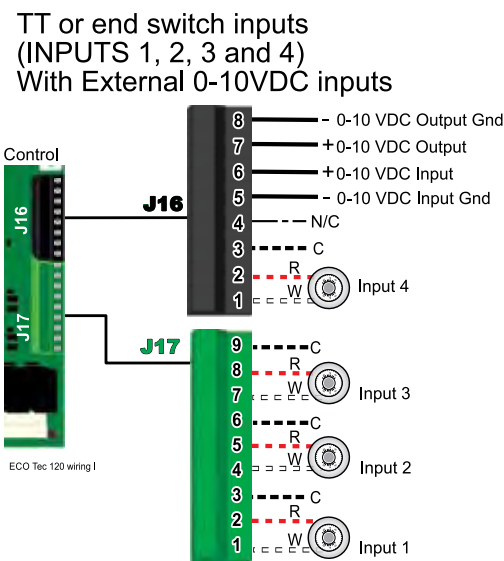 TT or end switch inputs
(INPUTS 1, 2, 3 and 4)
With External 0-10VDC inputs
Control
J16
J17
J16
8 - 0-10 VDC Output Gnd
7 +0-10 VDC Output
6 +0-10 VDC Input
5 - 0-10 VDC Input Gnd
4 N/C
3 C
2 R
1 W
Input 4
J17
9 C
8 R
7 W
Input 3
6 C
5 R
4 W
Input 2
3 C
2 R
1 W
Input 1
ECO Tec 120 wiring I